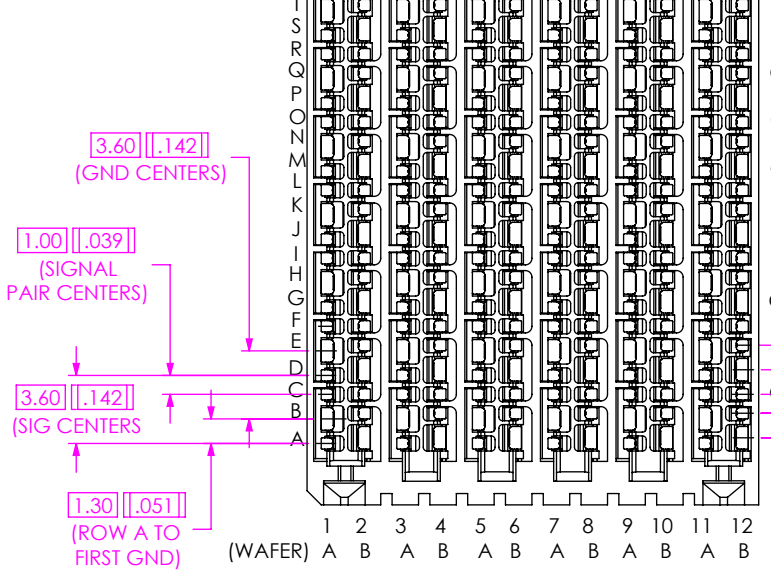 T
S
R
Q
P
O
N
M
L
K
J
I
H
G
F
E
D
C
B
A
3.60 [.142]
(GND CENTERS)
1.00 [.039]
(SIGNAL
PAIR CENTERS)
3.60 [.142]
(SIG CENTERS
1.30 [.051]
(ROW A TO
FIRST GND)
1 2 3 4 5 6 7 8 9 10 11 12
(WAFER) A B A B A B A B A B A B